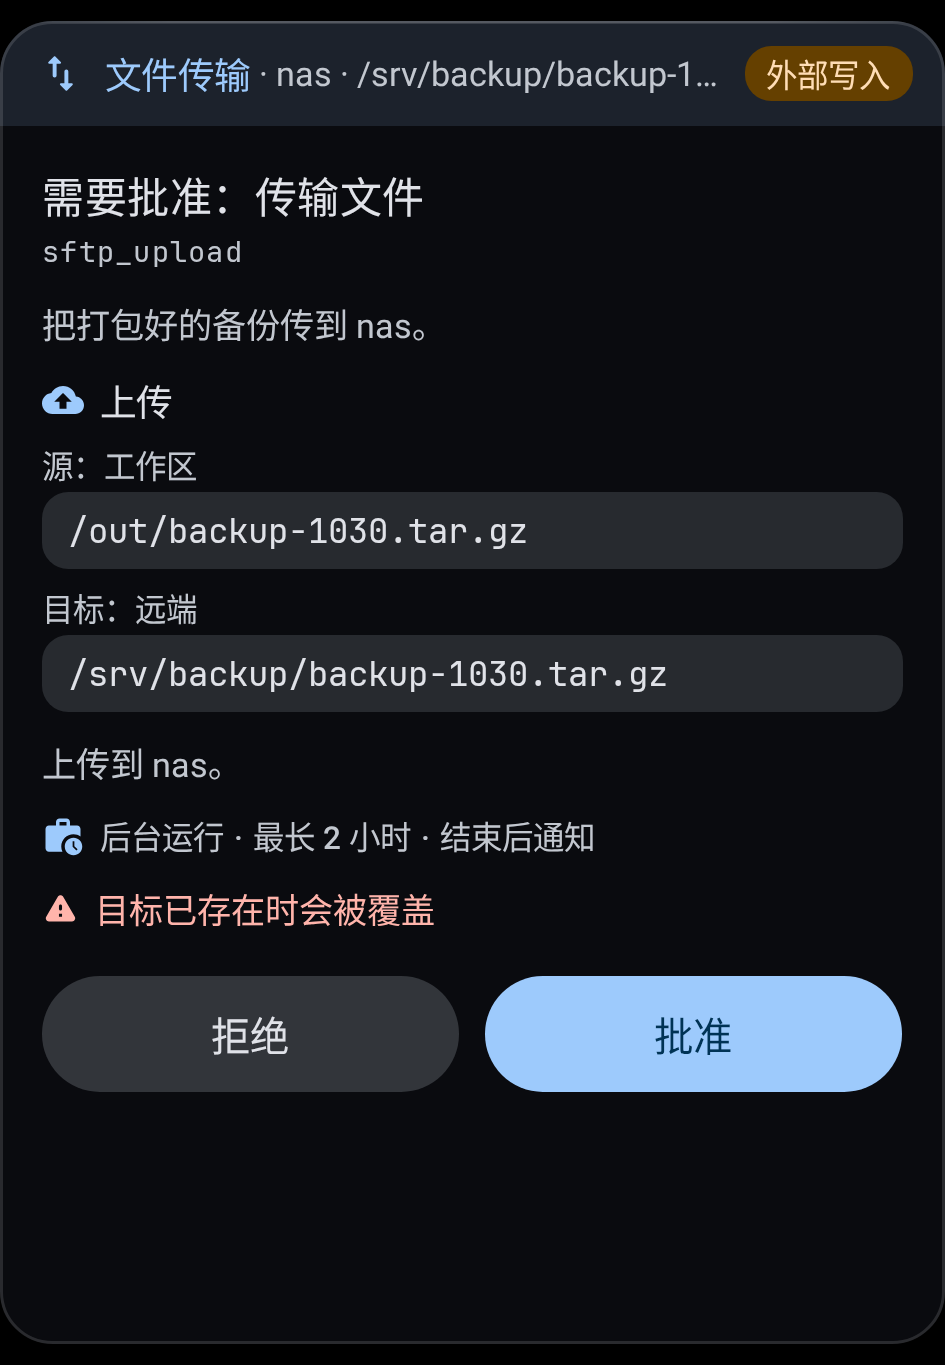 文件传输 · nas · /srv/backup/backup-1… 外部写入
需要批准：传输文件
sftp_upload
把打包好的备份传到 nas。
上传
源：工作区
/out/backup-1030.tar.gz
目标：远端
/srv/backup/backup-1030.tar.gz
上传到 nas。
后台运行 · 最长 2 小时 · 结束后通知
目标已存在时会被覆盖
拒绝 批准